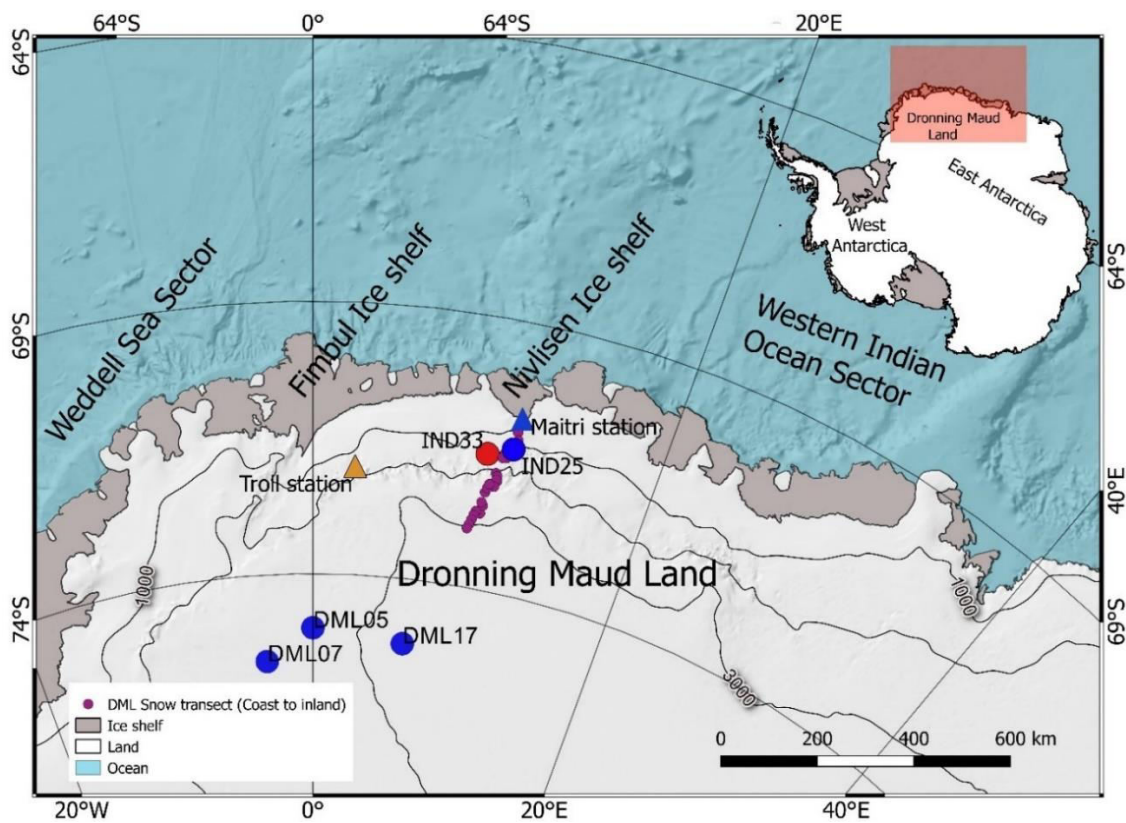 64°S 0° 64°S 20°E
64°S
69°S
74°S
Dronning Maud
Land
East Antarctica
West
Antarctica
64°S
Weddell Sea Sector
Fimbul Ice shelf
Nivlisen Ice shelf
Western Indian
Ocean Sector
Maitri station
IND33
IND25
Troll station
40°E
Dronning Maud Land
1000
1000
69°S
DML05
DML17
DML07
3000
DML Snow transect (Coast to inland)
Ice shelf
Land
Ocean
0 200 400 600 km
20°W 0° 20°E 40°E